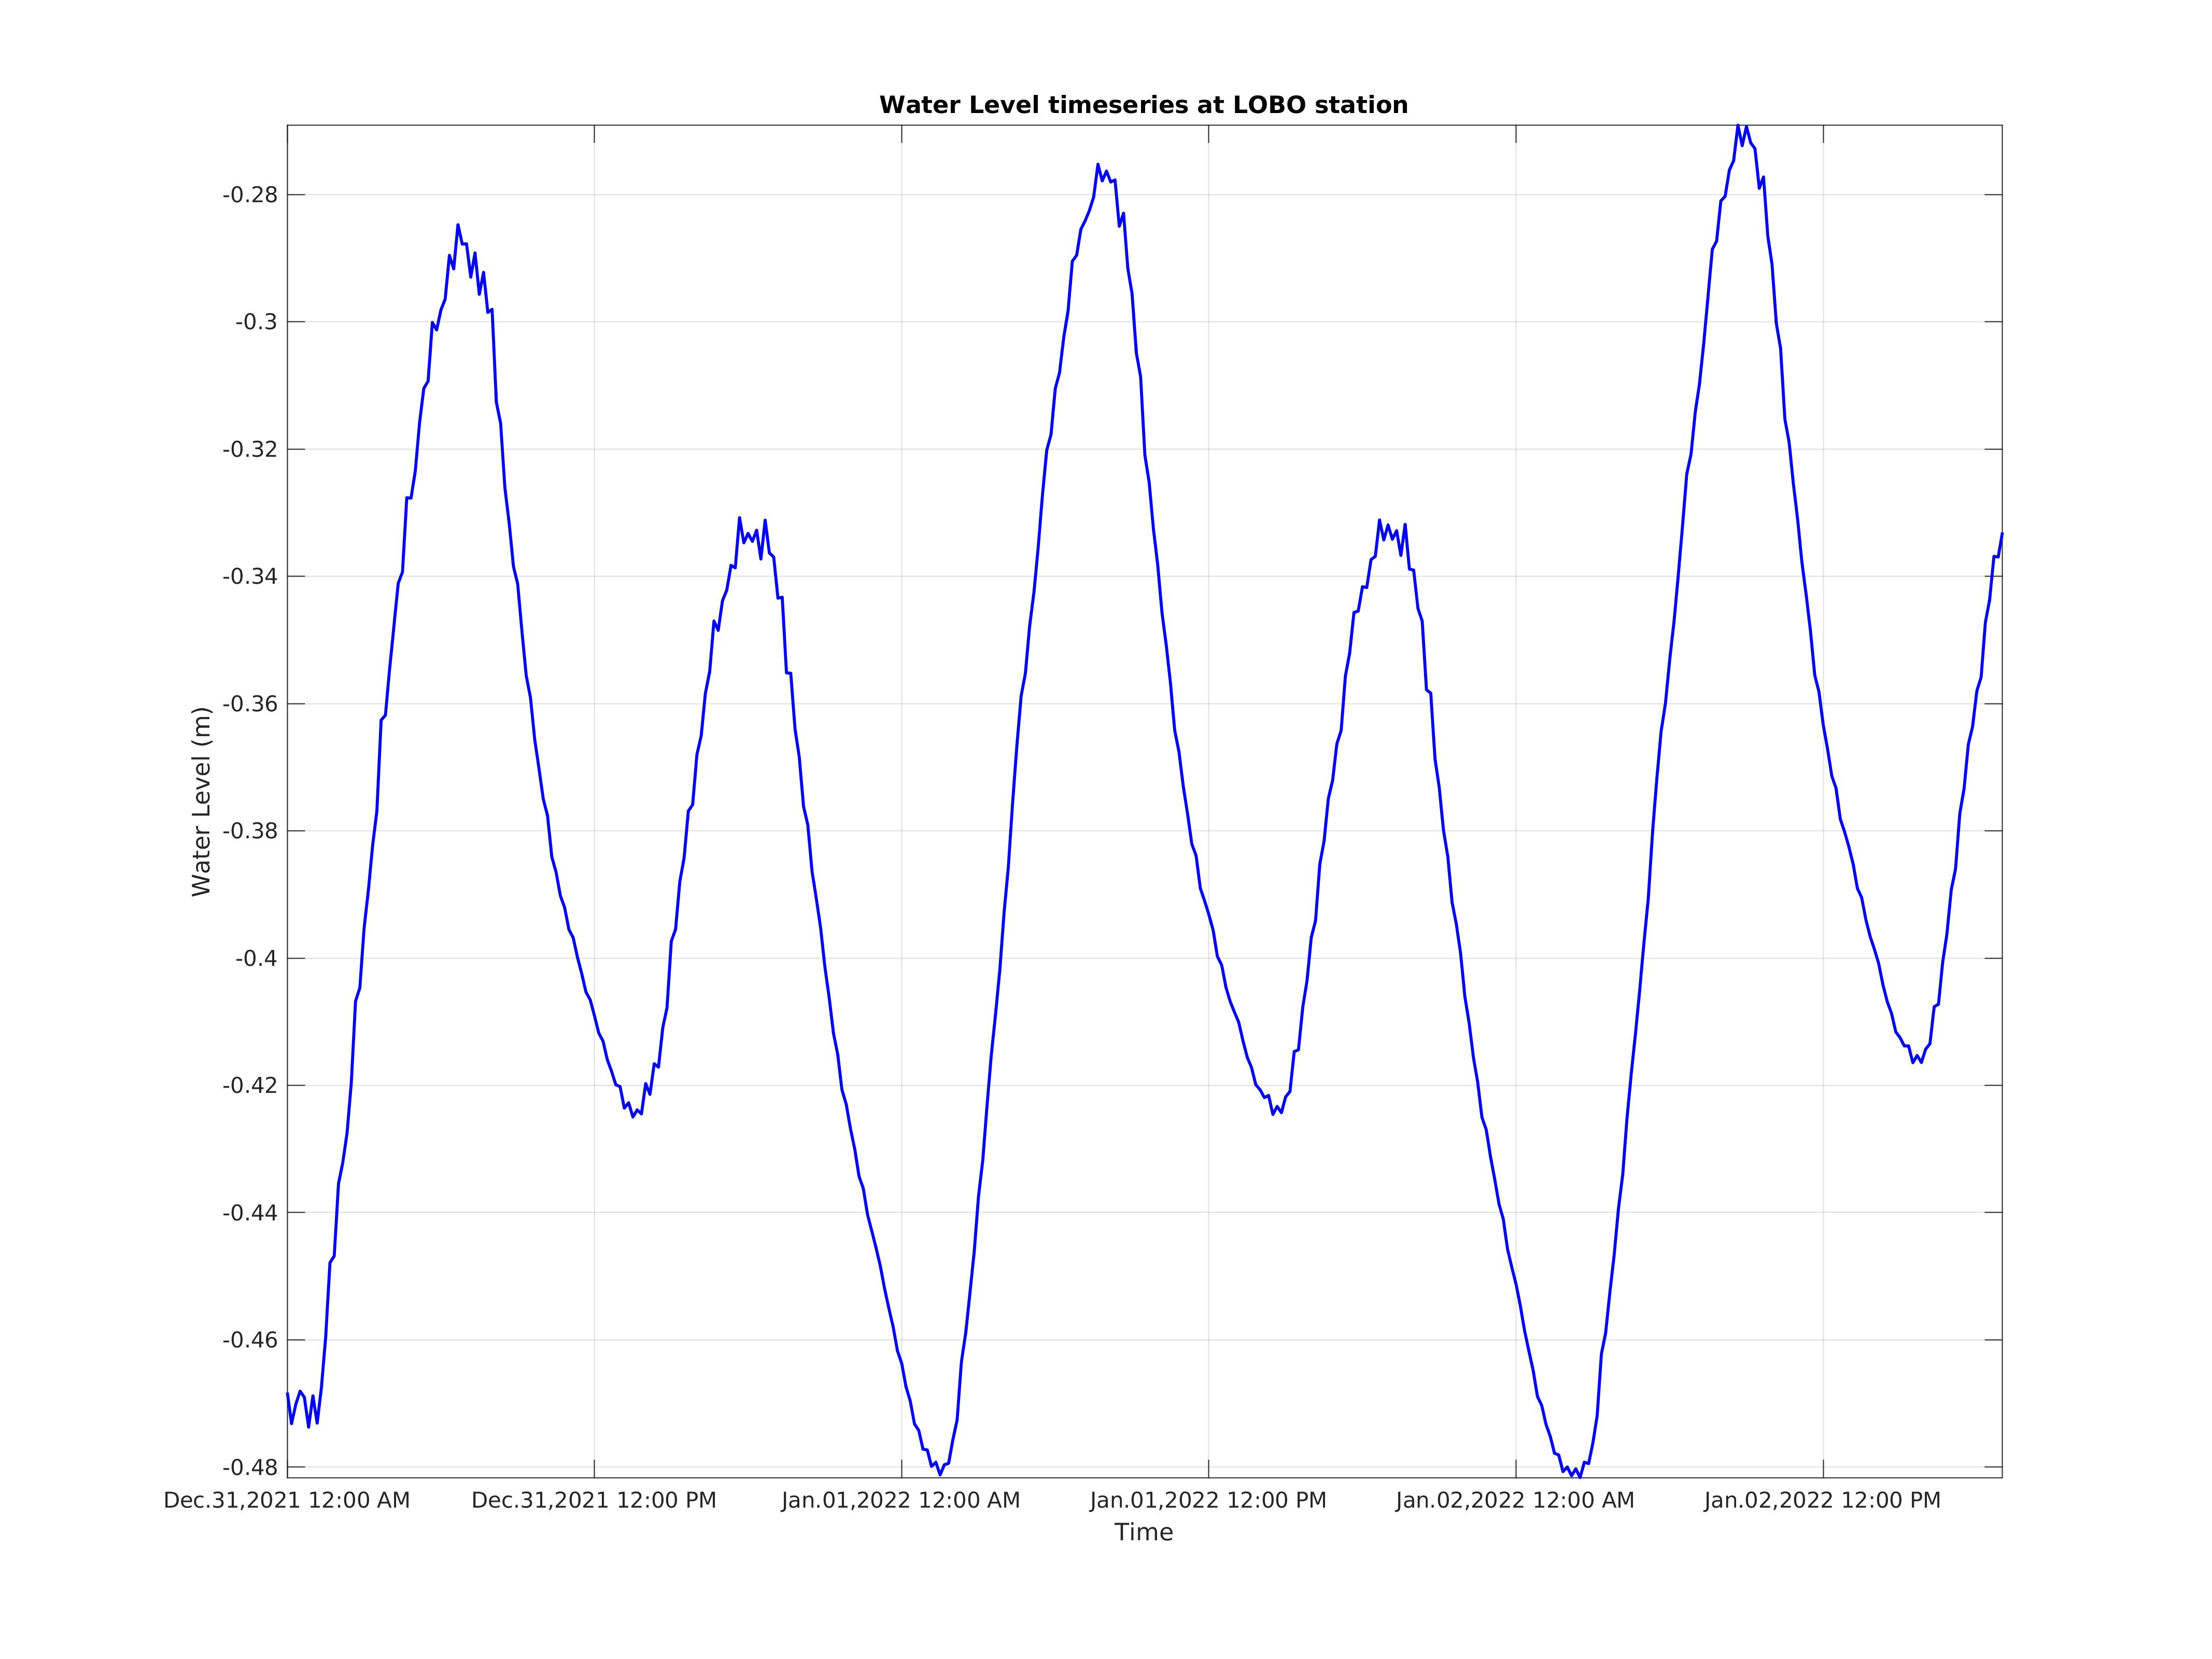 Water Level timeseries at LOBO station
-0.28
-0.3
-0.32
-0.34
-0.36
-0.38
-0.4
-0.42
-0.44
-0.46
-0.48
Water Level (m)
Dec.31,2021 12:00 AM Dec.31,2021 12:00 PM Jan.01,2022 12:00 AM Jan.01,2022 12:00 PM Jan.02,2022 12:00 AM Jan.02,2022 12:00 PM
Time